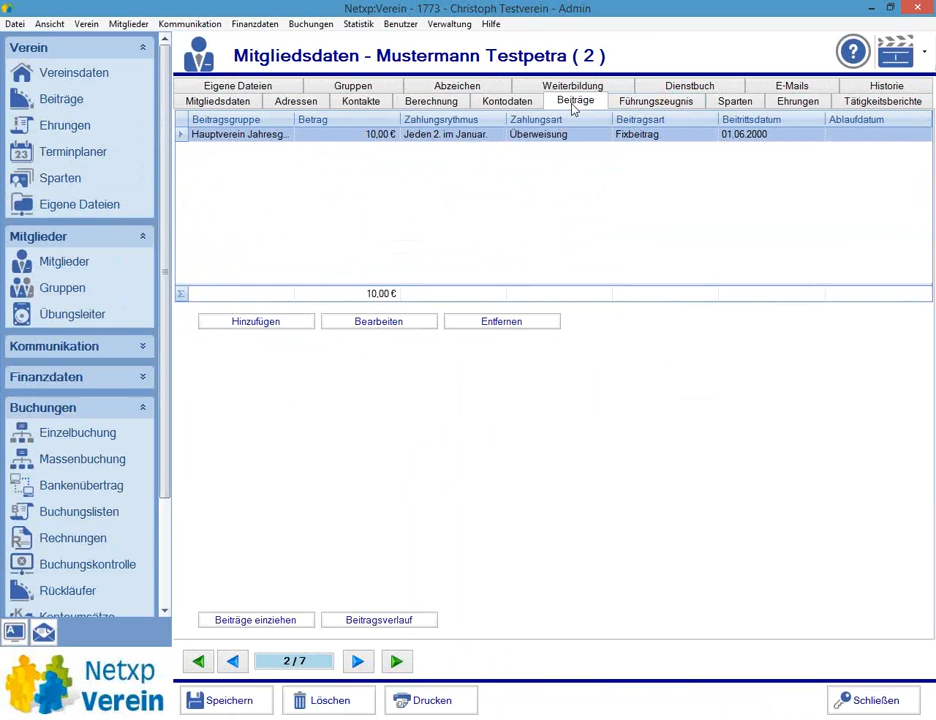 Netxp:Verein - 1773 - Christoph Testverein - Admin
Datei Ansicht Verein Mitglieder Kommunikation Finanzdaten Buchungen Statistik Benutzer Verwaltung Hilfe
Verein
Vereinsdaten
Beiträge
Ehrungen
23 Terminplaner
Sparten
Eigene Dateien
Mitglieder
Mitglieder
Gruppen
Übungsleiter
Kommunikation
Finanzdaten
Buchungen
Einzelbuchung
Massenbuchung
Bankenübertrag
Buchungslisten
Rechnungen
Buchungskontrolle
Rückläufer
Kontoumsätze
Netxp
Verein
Mitgliedsdaten - Mustermann Testpetra ( 2 )
Eigene Dateien Gruppen Abzeichen Weiterbildung Dienstbuch E-Mails Historie
Mitgliedsdaten Adressen Kontakte Berechnung Kontodaten Beiträge Führungszeugnis Sparten Ehrungen Tätigkeitsberichte
Beitragsgruppe Betrag Zahlungsrythmus Zahlungsart Beitragsart Beitrittsdatum Ablaufdatum
Hauptverein Jahresg... 10,00 € Jeden 2. im Januar. Überweisung Fixbeitrag 01.06.2000
Σ 10,00 €
Hinzufügen Bearbeiten Entfernen
Beiträge einziehen Beitragsverlauf
2 / 7
Speichern Löschen Drucken Schließen